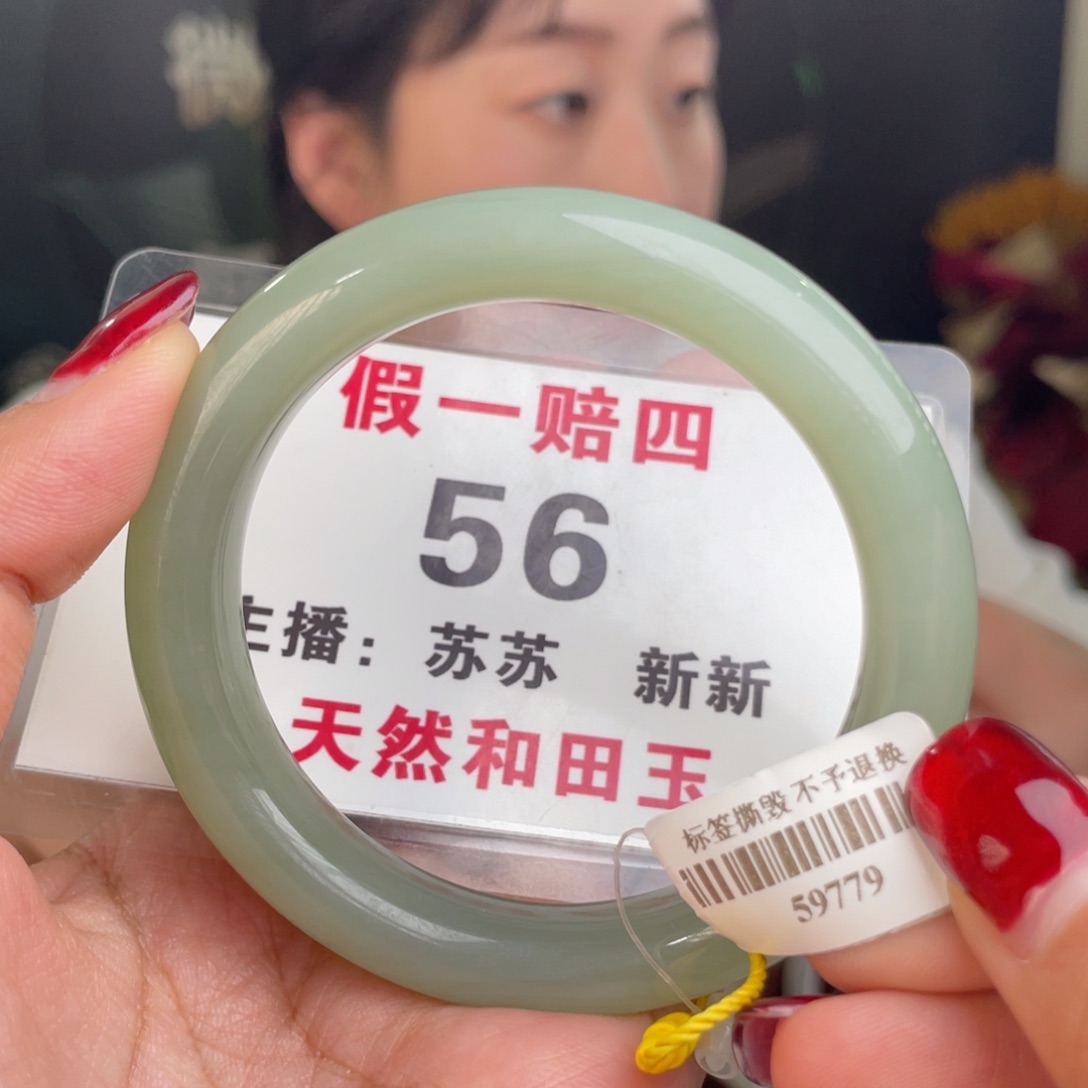 假一赔四
56
主播： 苏苏 新新
天然和田玉
标签撕毁 不予退换
59779